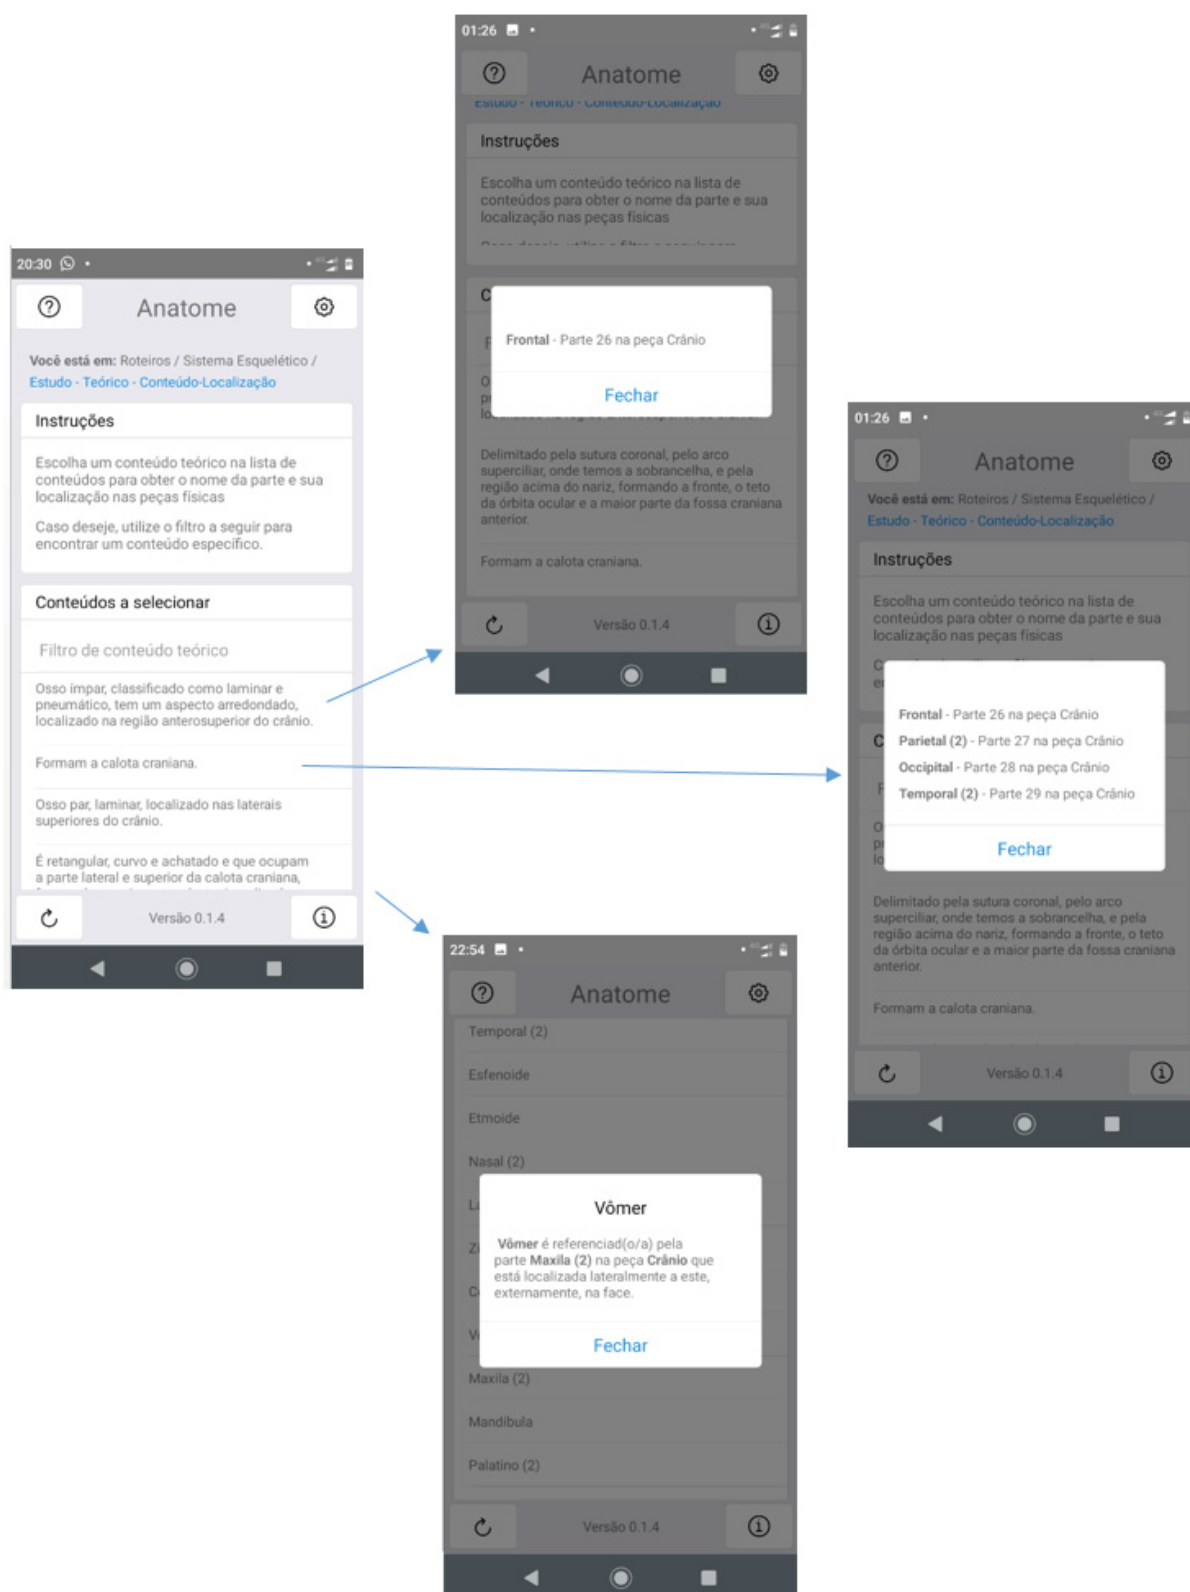 20:30
Anatome
Você está em: Roteiros / Sistema Esquelético /
Estudo - Teórico - Conteúdo-Localização
Instruções
Escolha um conteúdo teórico na lista de
conteúdos para obter o nome da parte e sua
localização nas peças físicas
Caso deseje, utilize o filtro a seguir para
encontrar um conteúdo específico.
Conteúdos a selecionar
Filtro de conteúdo teórico
Osso ímpar, classificado como laminar e
pneumático, tem um aspecto arredondado,
localizado na região anterosuperior do crânio.
Formam a calota craniana.
Osso par, laminar, localizado nas laterais
superiores do crânio.
É retangular, curvo e achatado e que ocupam
a parte lateral e superior da calota craniana,
Versão 0.1.4
01:26
Anatome
Estudo - Teórico - Conteúdo-Localização
Instruções
Escolha um conteúdo teórico na lista de
conteúdos para obter o nome da parte e sua
localização nas peças físicas
Frontal - Parte 26 na peça Crânio
Fechar
Delimitado pela sutura coronal, pelo arco
superciliar, onde temos a sobrancelha, e pela
região acima do nariz, formando a fronte, o teto
da órbita ocular e a maior parte da fossa craniana
anterior.
Formam a calota craniana.
Versão 0.1.4
01:26
Anatome
Você está em: Roteiros / Sistema Esquelético /
Estudo - Teórico - Conteúdo-Localização
Instruções
Escolha um conteúdo teórico na lista de
conteúdos para obter o nome da parte e sua
localização nas peças físicas
Frontal - Parte 26 na peça Crânio
Parietal (2) - Parte 27 na peça Crânio
Occipital - Parte 28 na peça Crânio
Temporal (2) - Parte 29 na peça Crânio
Fechar
Delimitado pela sutura coronal, pelo arco
superciliar, onde temos a sobrancelha, e pela
região acima do nariz, formando a fronte, o teto
da órbita ocular e a maior parte da fossa craniana
anterior.
Formam a calota craniana.
Versão 0.1.4
22:54
Anatome
Temporal (2)
Esfenoide
Etmoide
Nasal (2)
Vômer
Vômer é referenciad(o/a) pela
parte Maxila (2) na peça Crânio que
está localizada lateralmente a este,
externamente, na face.
Fechar
Maxila (2)
Mandíbula
Palatino (2)
Versão 0.1.4